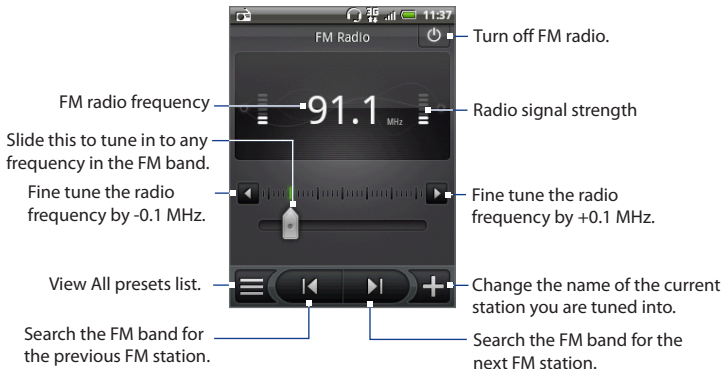 3G 11:37
FM Radio
Turn off FM radio.
FM radio frequency
91.1 MHz
Radio signal strength
Slide this to tune in to any
frequency in the FM band.
Fine tune the radio
frequency by -0.1 MHz.
Fine tune the radio
frequency by +0.1 MHz.
View All presets list.
Change the name of the current
station you are tuned into.
Search the FM band for
the previous FM station.
Search the FM band for the
next FM station.